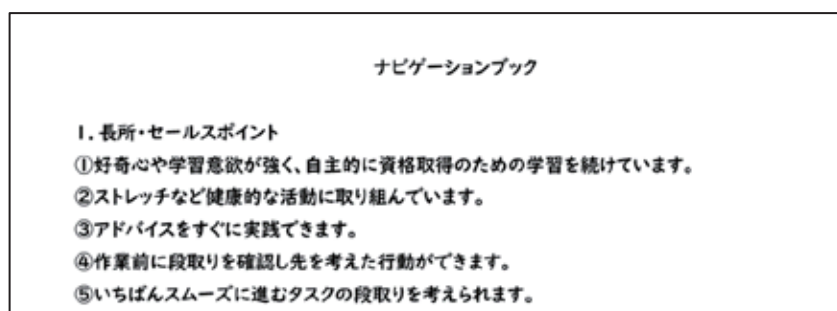 ナビゲーションブック
1.長所・セールスポイント
①好奇心や学習意欲が強く、自主的に資格取得のための学習を続けています。
②ストレッチなど健康的な活動に取り組んでいます。
③アドバイスをすぐに実践できます。
④作業前に段取りを確認し先を考えた行動ができます。
⑤いちばんスムーズに進むタスクの段取りを考えられます。